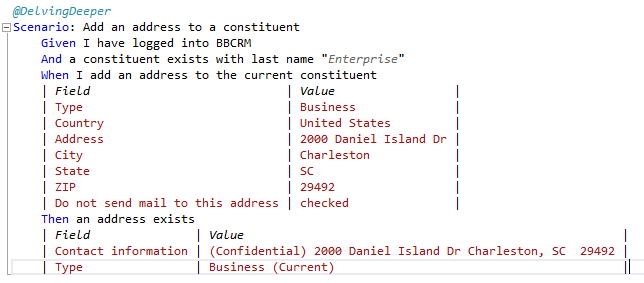 @DelvingDeeper
Scenario: Add an address to a constituent
Given I have logged into BBCRM
And a constituent exists with last name "Enterprise"
When I add an address to the current constituent
| Field | Value |
| Type | Business |
| Country | United States |
| Address | 2000 Daniel Island Dr |
| City | Charleston |
| State | SC |
| ZIP | 29492 |
| Do not send mail to this address | checked |
Then an address exists
| Field | Value |
| Contact information | (Confidential) 2000 Daniel Island Dr Charleston, SC  29492 |
| Type | Business (Current) |